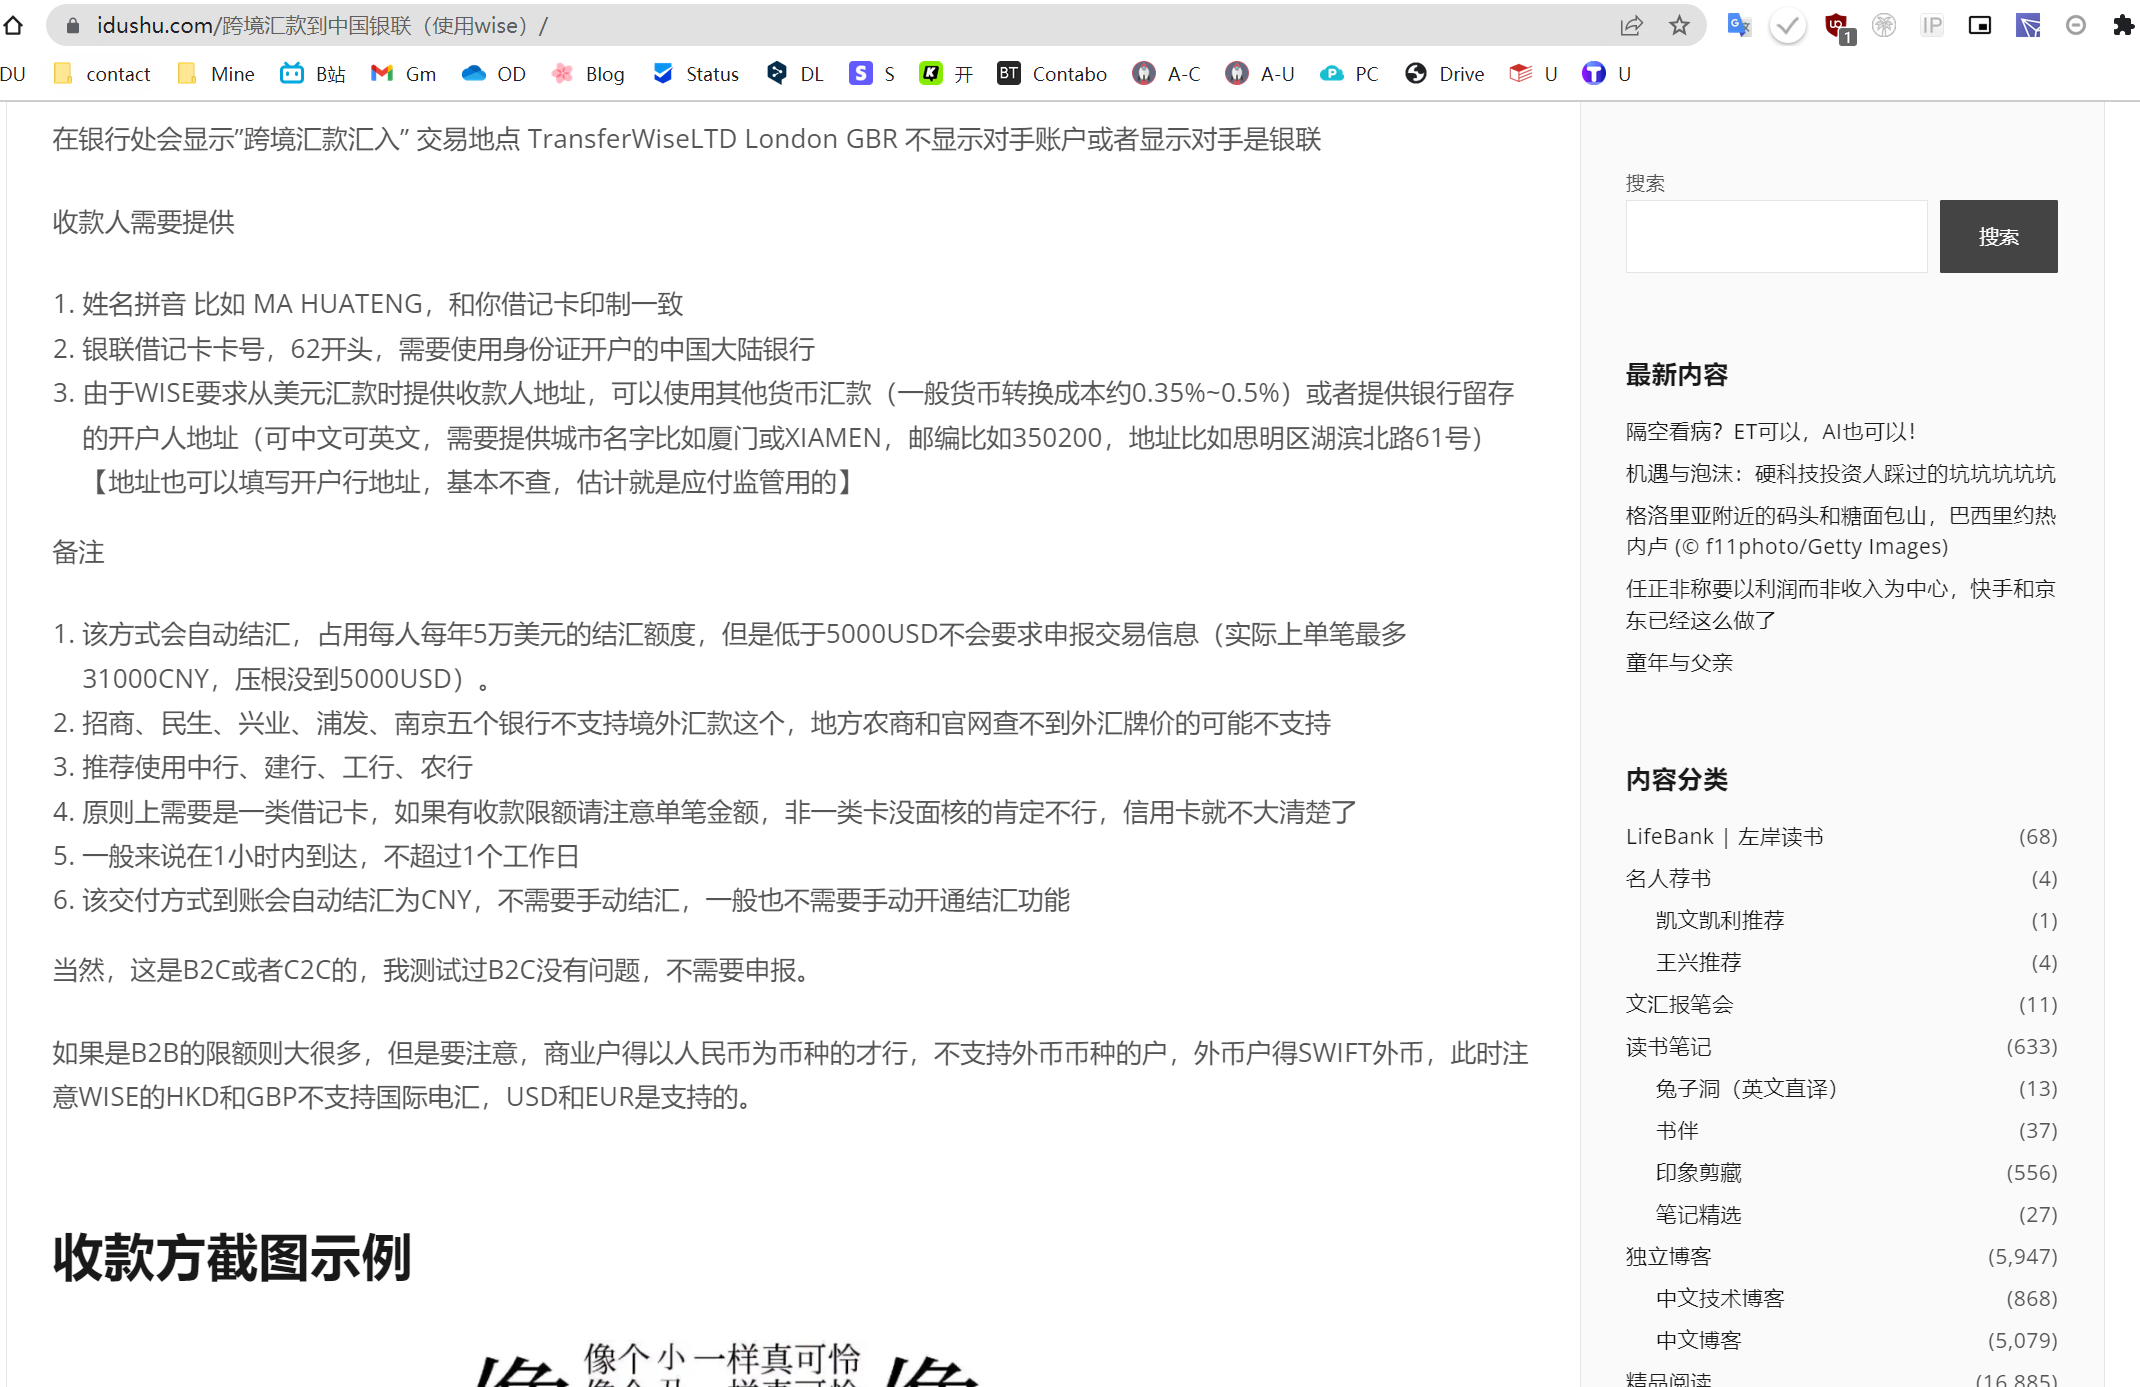 idushu.com/跨境汇款到中国银联（使用wise）/
1
DU contact Mine B站 Gm OD Blog Status DL S 开 Contabo A-C A-U PC Drive U U
在银行处会显示”跨境汇款汇入” 交易地点 TransferWiseLTD London GBR 不显示对手账户或者显示对手是银联
收款人需要提供
1. 姓名拼音 比如 MA HUATENG，和你借记卡印制一致
2. 银联借记卡卡号，62开头，需要使用身份证开户的中国大陆银行
3. 由于WISE要求从美元汇款时提供收款人地址，可以使用其他货币汇款（一般货币转换成本约0.35%~0.5%）或者提供银行留存
的开户人地址（可中文可英文，需要提供城市名字比如厦门或XIAMEN，邮编比如350200，地址比如思明区湖滨北路61号）
【地址也可以填写开户行地址，基本不查，估计就是应付监管用的】
备注
1. 该方式会自动结汇，占用每人每年5万美元的结汇额度，但是低于5000USD不会要求申报交易信息（实际上单笔最多
31000CNY，压根没到5000USD）。
2. 招商、民生、兴业、浦发、南京五个银行不支持境外汇款这个，地方农商和官网查不到外汇牌价的可能不支持
3. 推荐使用中行、建行、工行、农行
4. 原则上需要是一类借记卡，如果有收款限额请注意单笔金额，非一类卡没面核的肯定不行，信用卡就不大清楚了
5. 一般来说在1小时内到达，不超过1个工作日
6. 该交付方式到账会自动结汇为CNY，不需要手动结汇，一般也不需要手动开通结汇功能
当然，这是B2C或者C2C的，我测试过B2C没有问题，不需要申报。
如果是B2B的限额则大很多，但是要注意，商业户得以人民币为币种的才行，不支持外币币种的户，外币户得SWIFT外币，此时注
意WISE的HKD和GBP不支持国际电汇，USD和EUR是支持的。
收款方截图示例
像个 小 一样真可怜
搜索
搜索
最新内容
隔空看病？ET可以，AI也可以！
机遇与泡沫：硬科技投资人踩过的坑坑坑坑坑
格洛里亚附近的码头和糖面包山，巴西里约热
内卢 (© f11photo/Getty Images)
任正非称要以利润而非收入为中心，快手和京
东已经这么做了
童年与父亲
内容分类
LifeBank | 左岸读书 (68)
名人荐书 (4)
凯文凯利推荐 (1)
王兴推荐 (4)
文汇报笔会 (11)
读书笔记 (633)
兔子洞（英文直译） (13)
书伴 (37)
印象剪藏 (556)
笔记精选 (27)
独立博客 (5,947)
中文技术博客 (868)
中文博客 (5,079)
精品阅读 (16,885)